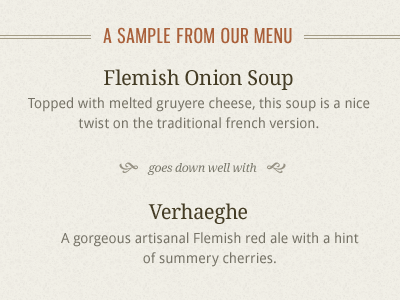 A SAMPLE FROM OUR MENU
Flemish Onion Soup
Topped with melted gruyere cheese, this soup is a nice
twist on the traditional french version.
goes down well with
Verhaeghe
A gorgeous artisanal Flemish red ale with a hint
of summery cherries.